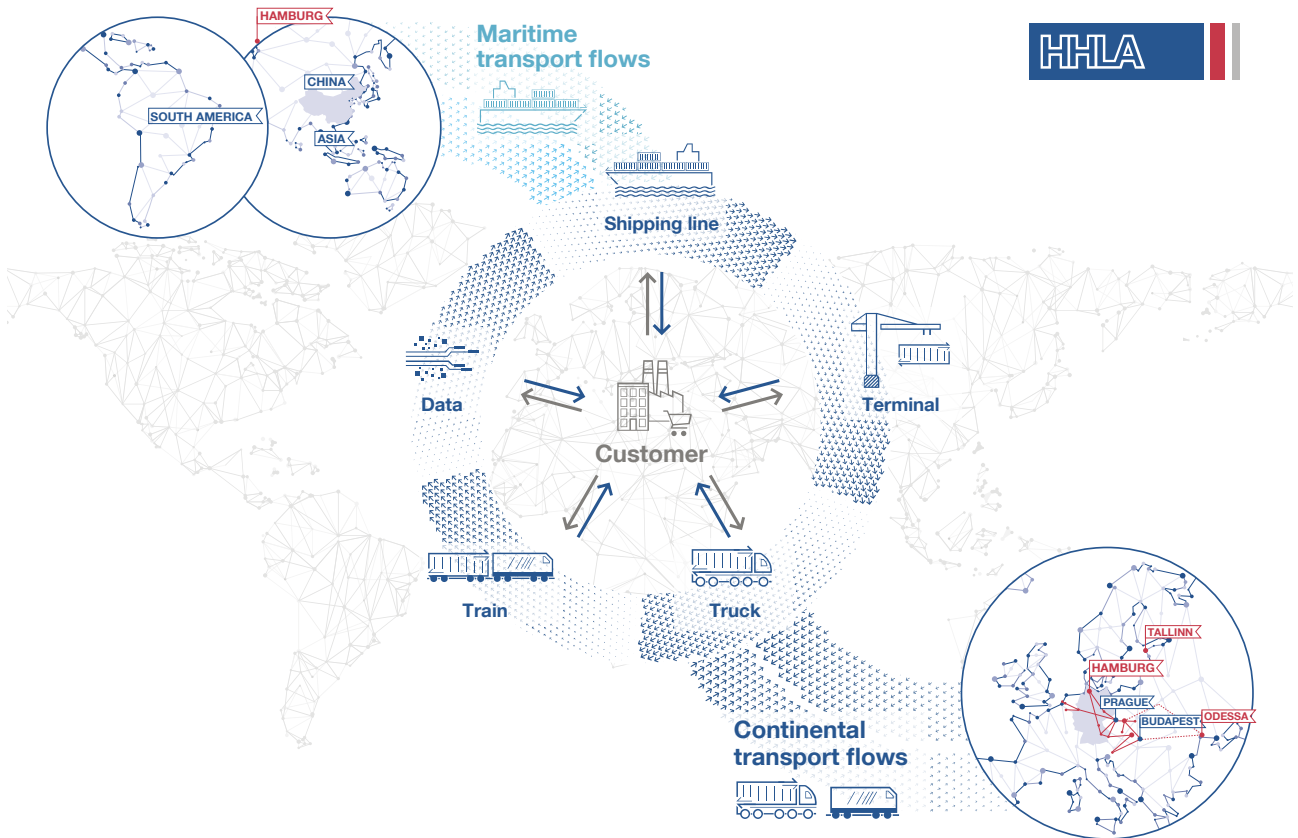 HAMBURG
Maritime
transport flows
HHLA
CHINA
SOUTH AMERICA
ASIA
Shipping line
Data
Terminal
Customer
Train
Truck
TALLINN
HAMBURG
PRAGUE
BUDAPEST
ODESSA
Continental
transport flows